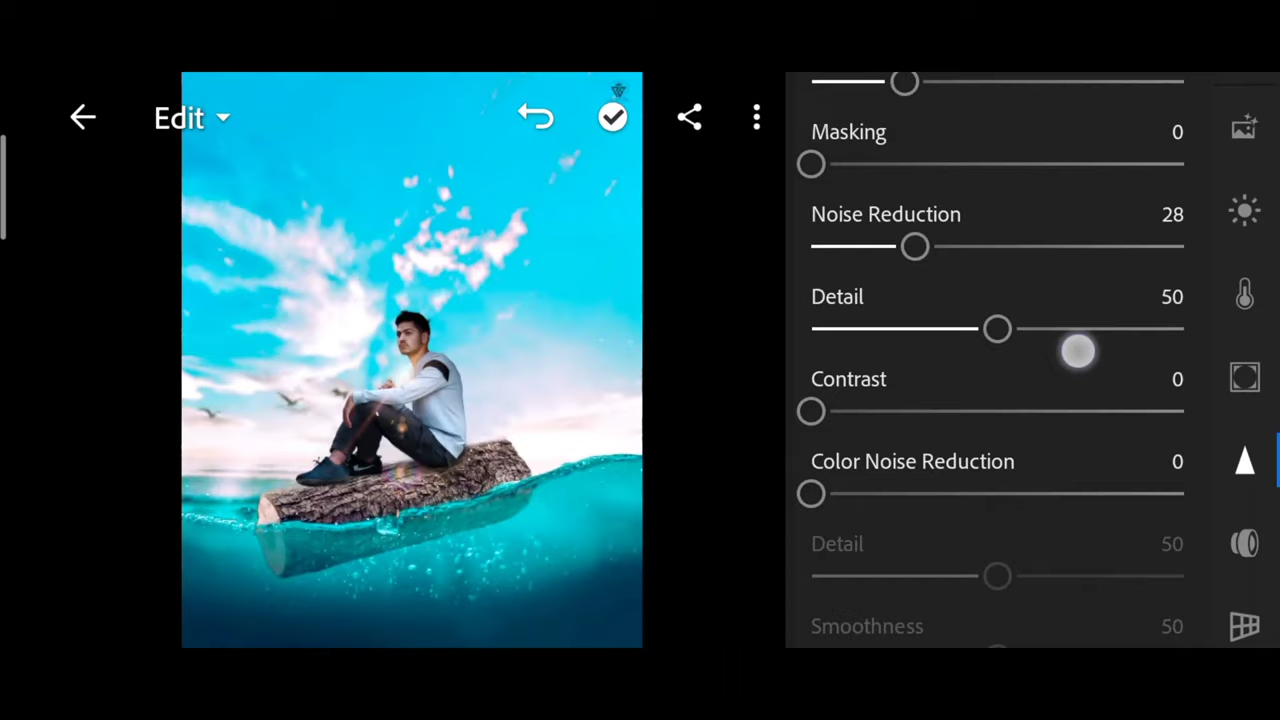 Edit
Masking 0
Noise Reduction 28
Detail 50
Contrast 0
Color Noise Reduction 0
Detail 50
Smoothness 50